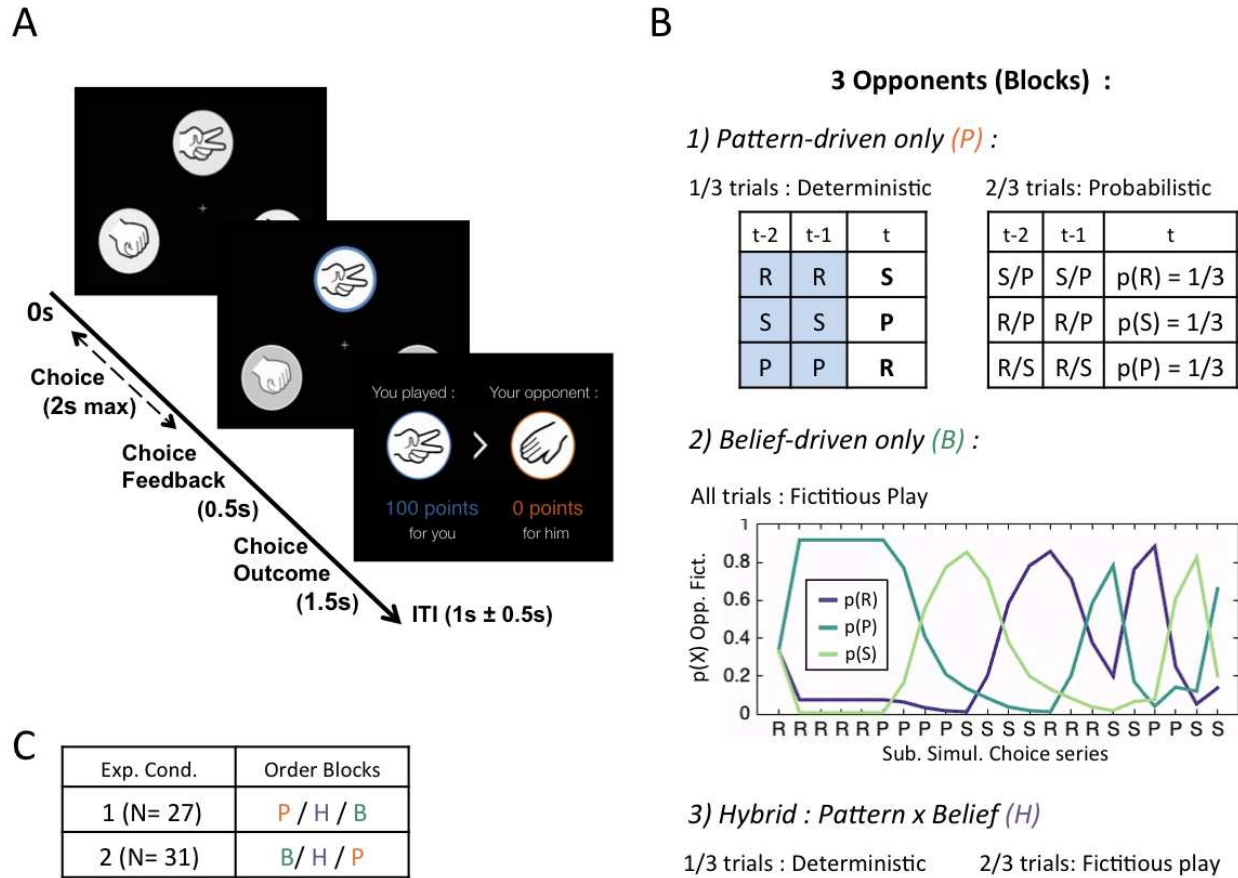 A
0s
Choice
(2s max)
Choice
Feedback
(0.5s)
Choice
Outcome
(1.5s)
ITI (1s ± 0.5s)
You played :
Your opponent :
>
100 points
0 points
for you
for him
B
3 Opponents (Blocks) :
1) Pattern-driven only (P) :
1/3 trials : Deterministic
2/3 trials: Probabilistic
t-2 t-1 t
R R S
S S P
P P R
t-2 t-1 t
S/P S/P p(R) = 1/3
R/P R/P p(S) = 1/3
R/S R/S p(P) = 1/3
2) Belief-driven only (B) :
All trials : Fictitious Play
p(X) Opp. Fict.
1
0.8
0.6
0.4
0.2
0
p(R)
p(P)
p(S)
R R R R R P P P P S S S S R R R S S P P S S
Sub. Simul. Choice series
3) Hybrid : Pattern x Belief (H)
1/3 trials : Deterministic
2/3 trials: Fictitious play
C
Exp. Cond. Order Blocks
1 (N= 27) P / H / B
2 (N= 31) B/ H / P